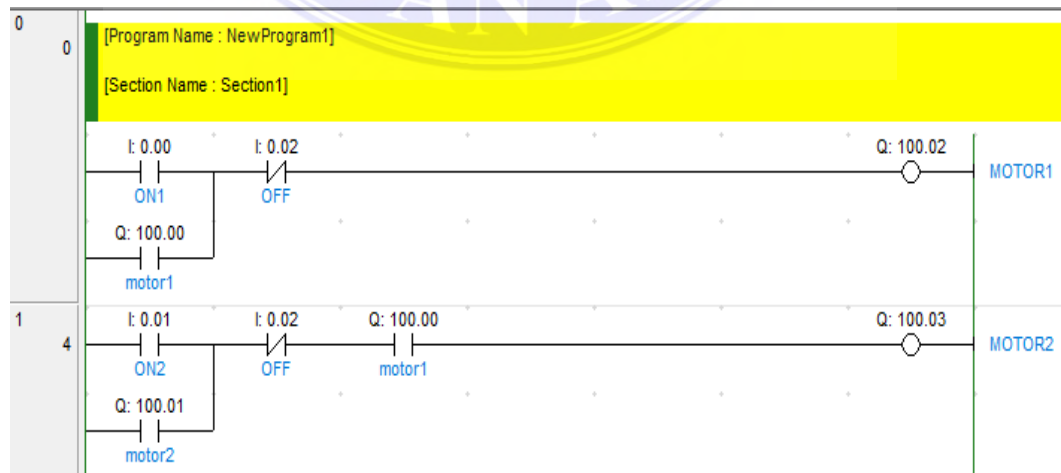 ANA
0
0
[Program Name : NewProgram1]
[Section Name : Section1]
I: 0.00 I: 0.02 Q: 100.02
ON1 OFF MOTOR1
Q: 100.00
motor1
1
4
I: 0.01 I: 0.02 Q: 100.00 Q: 100.03
ON2 OFF motor1 MOTOR2
Q: 100.01
motor2